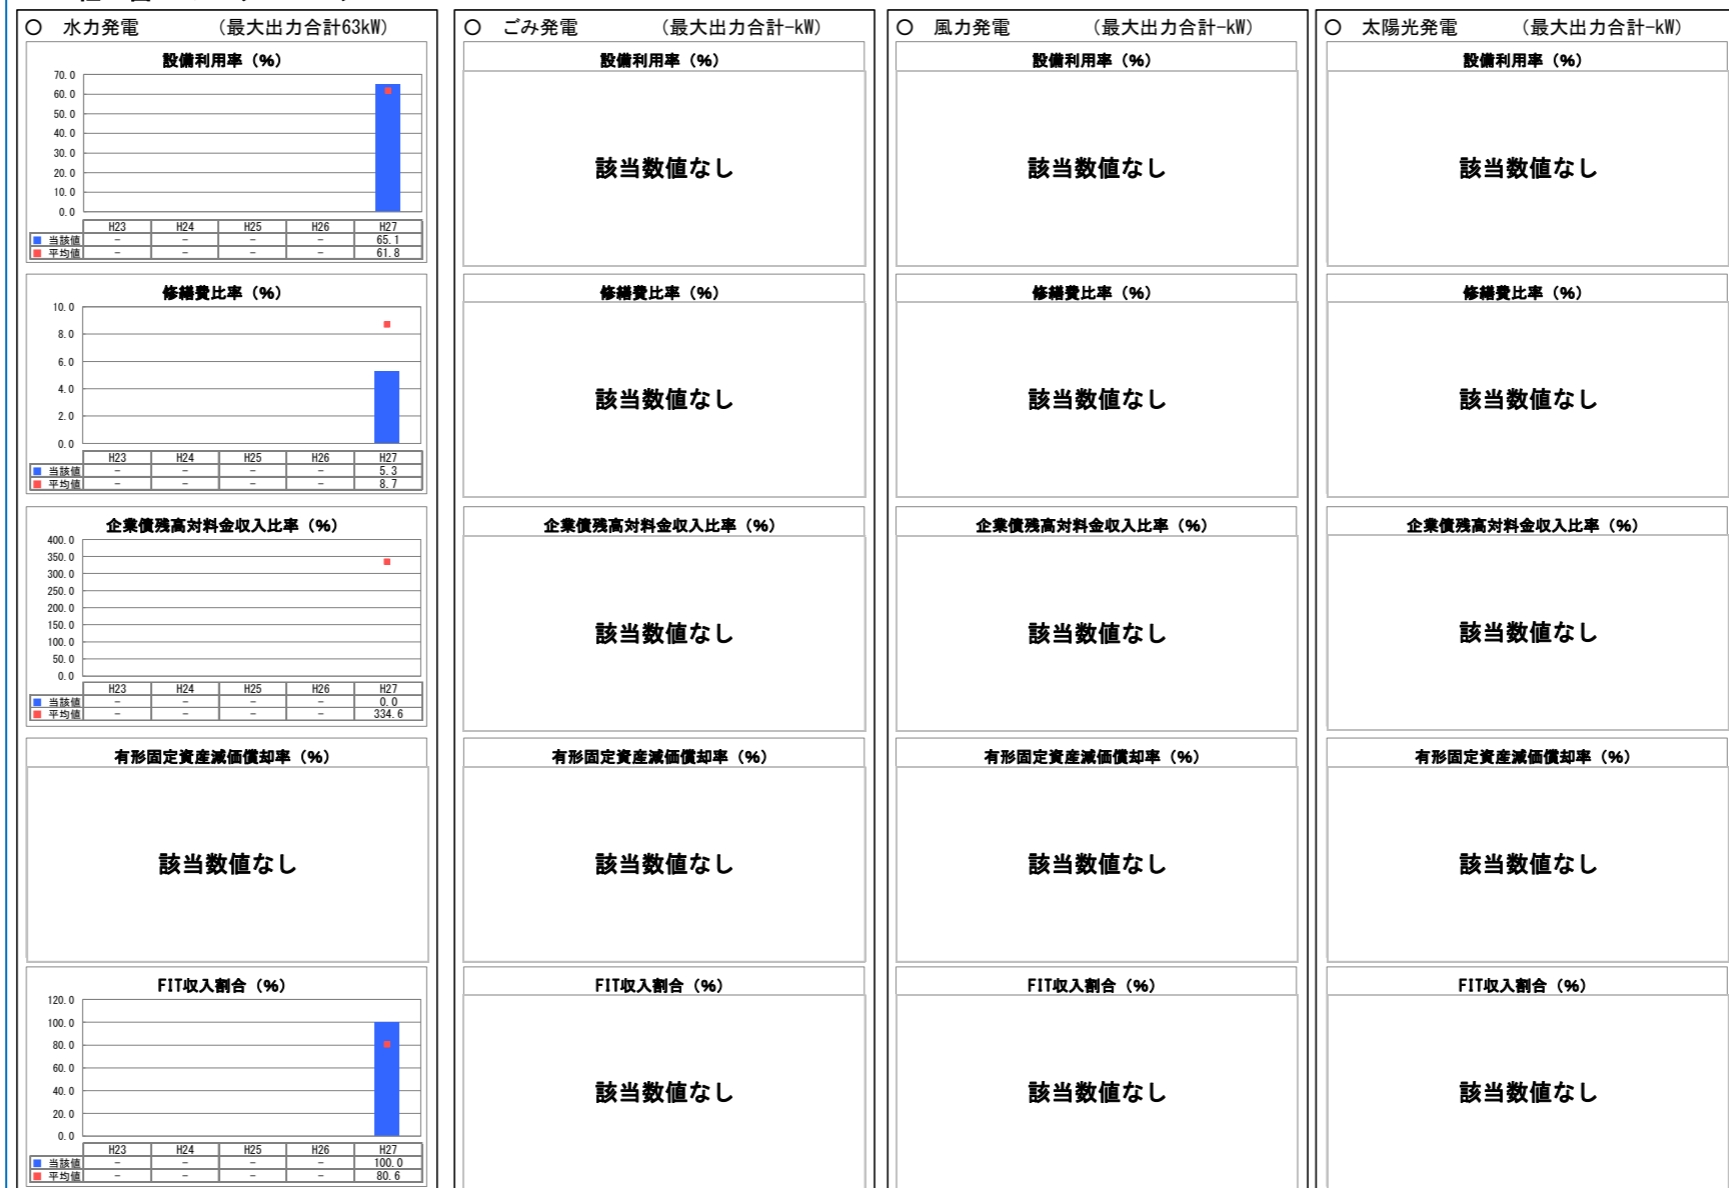 ○ 水力発電 (最大出力合計63kW)
設備利用率(%)
70.0
60.0
50.0
40.0
30.0
20.0
10.0
0.0
H23 H24 H25 H26 H27
当該値 － － － － 65.1
平均値 － － － － 61.8
修繕費比率(%)
10.0
8.0
6.0
4.0
2.0
0.0
H23 H24 H25 H26 H27
当該値 － － － － 5.3
平均値 － － － － 8.7
企業債残高対料金収入比率(%)
400.0
350.0
300.0
250.0
200.0
150.0
100.0
50.0
0.0
H23 H24 H25 H26 H27
当該値 － － － － 0.0
平均値 － － － － 334.6
有形固定資産減価償却率(%)
該当数値なし
FIT収入割合(%)
120.0
100.0
80.0
60.0
40.0
20.0
0.0
H23 H24 H25 H26 H27
当該値 － － － － 100.0
平均値 － － － － 80.6
○ ごみ発電 (最大出力合計-kW)
設備利用率(%)
該当数値なし
修繕費比率(%)
該当数値なし
企業債残高対料金収入比率(%)
該当数値なし
有形固定資産減価償却率(%)
該当数値なし
FIT収入割合(%)
該当数値なし
○ 風力発電 (最大出力合計-kW)
設備利用率(%)
該当数値なし
修繕費比率(%)
該当数値なし
企業債残高対料金収入比率(%)
該当数値なし
有形固定資産減価償却率(%)
該当数値なし
FIT収入割合(%)
該当数値なし
○ 太陽光発電 (最大出力合計-kW)
設備利用率(%)
該当数値なし
修繕費比率(%)
該当数値なし
企業債残高対料金収入比率(%)
該当数値なし
有形固定資産減価償却率(%)
該当数値なし
FIT収入割合(%)
該当数値なし